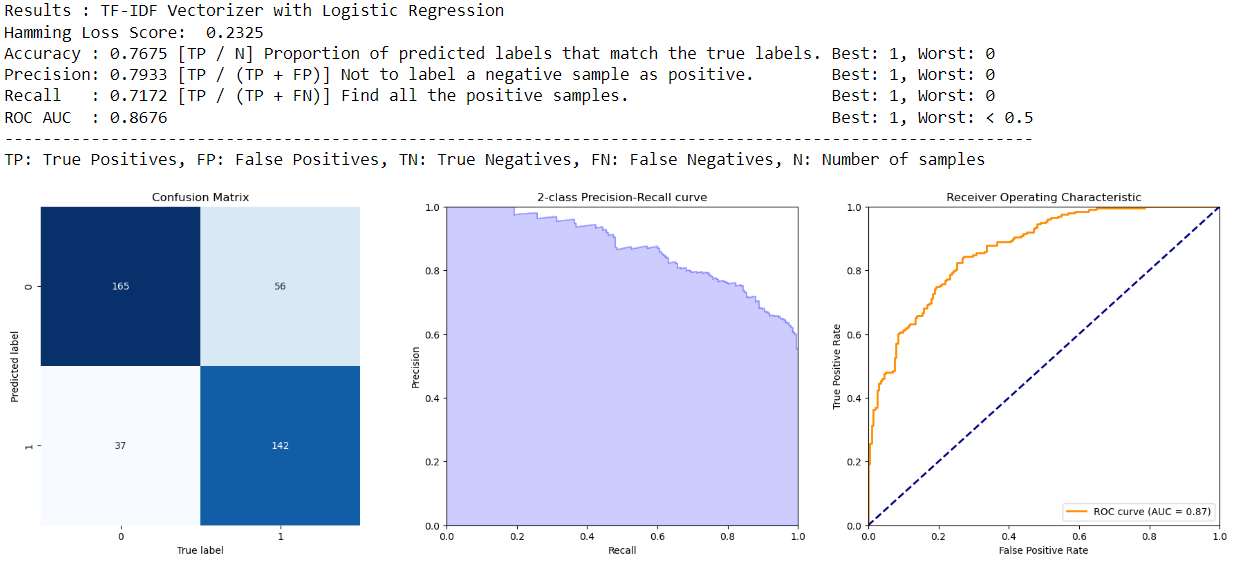 Results : TF-IDF Vectorizer with Logistic Regression
Hamming Loss Score:  0.2325
Accuracy : 0.7675 [TP / N] Proportion of predicted labels that match the true labels. Best: 1, Worst: 0
Precision: 0.7933 [TP / (TP + FP)] Not to label a negative sample as positive.        Best: 1, Worst: 0
Recall   : 0.7172 [TP / (TP + FN)] Find all the positive samples.                     Best: 1, Worst: 0
ROC AUC  : 0.8676                                                                     Best: 1, Worst: < 0.5
---------------------------------------------------------------------------------------------------------
TP: True Positives, FP: False Positives, TN: True Negatives, FN: False Negatives, N: Number of samples
Confusion Matrix
0
165
56
Predicted label
1
37
142
0
1
True label
2-class Precision-Recall curve
1.0
0.8
0.6
Precision
0.4
0.2
0.0
0.0
0.2
0.4
0.6
0.8
1.0
Recall
Receiver Operating Characteristic
1.0
0.8
0.6
True Positive Rate
0.4
0.2
0.0
ROC curve (AUC = 0.87)
0.0
0.2
0.4
0.6
0.8
1.0
False Positive Rate